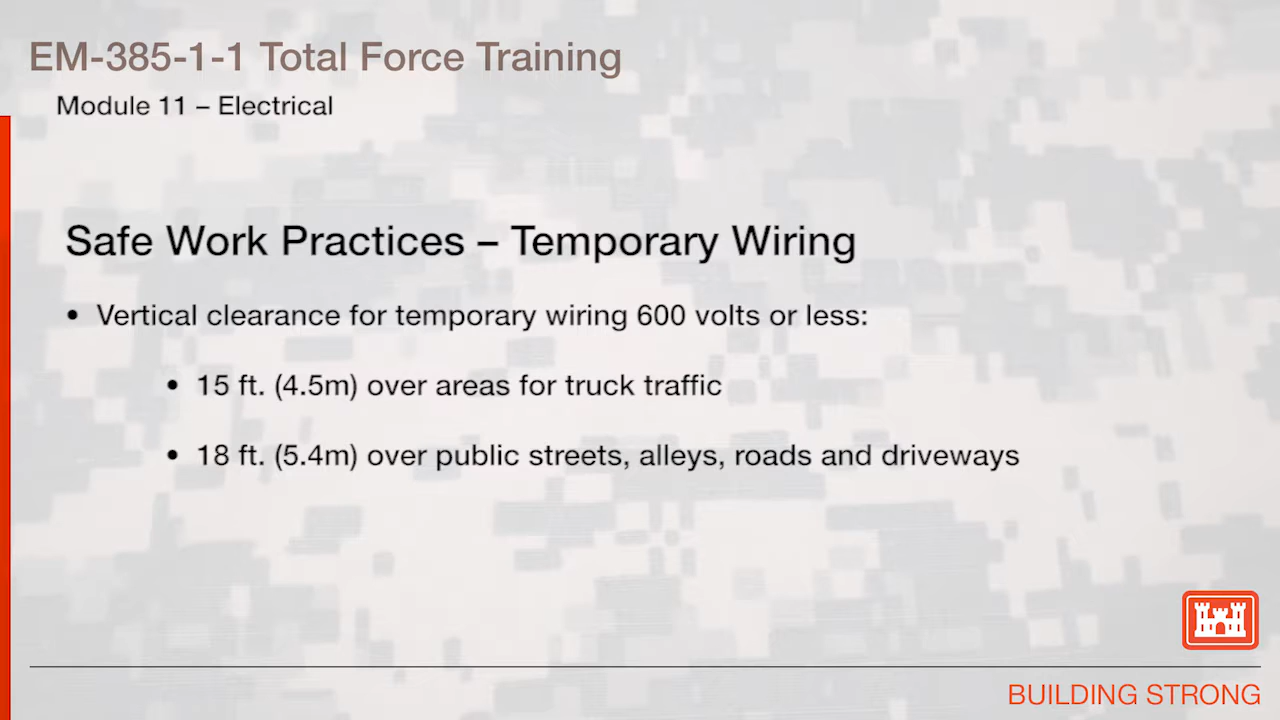 EM-385-1-1 Total Force Training
Module 11 – Electrical
Safe Work Practices – Temporary Wiring
• Vertical clearance for temporary wiring 600 volts or less:
• 15 ft. (4.5m) over areas for truck traffic
• 18 ft. (5.4m) over public streets, alleys, roads and driveways
BUILDING STRONG